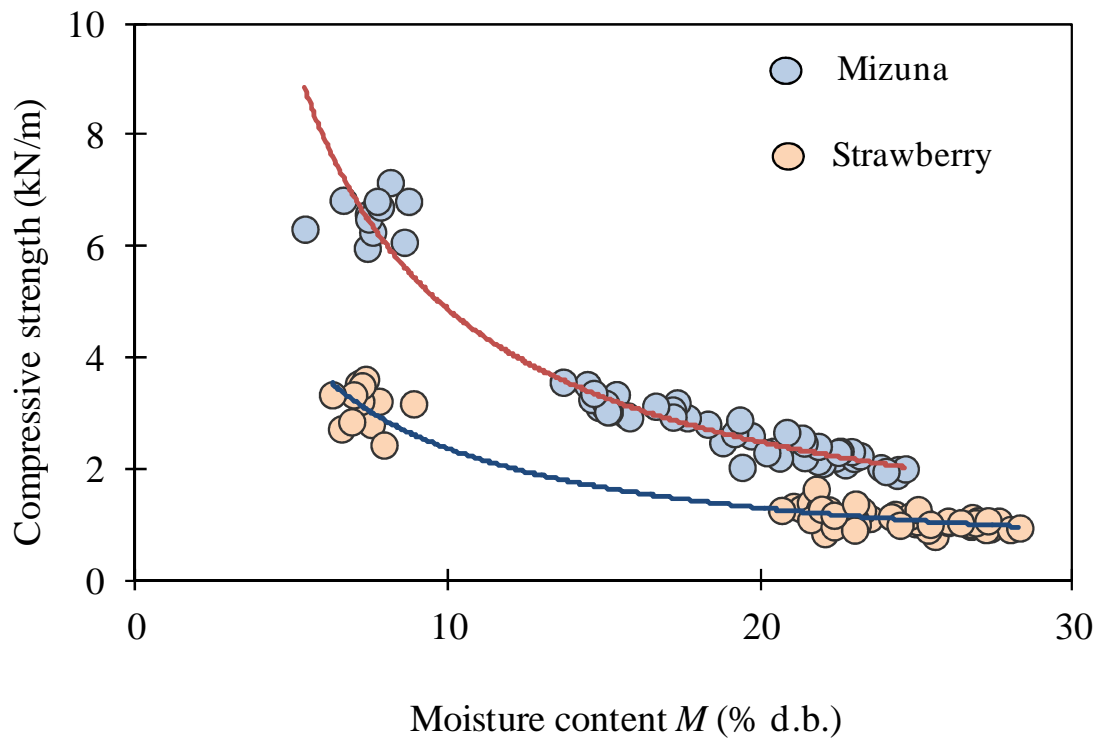 10
8
6
4
2
0
0
10
20
30
Compressive strength (kN/m)
Moisture content M (% d.b.)
Mizuna
Strawberry